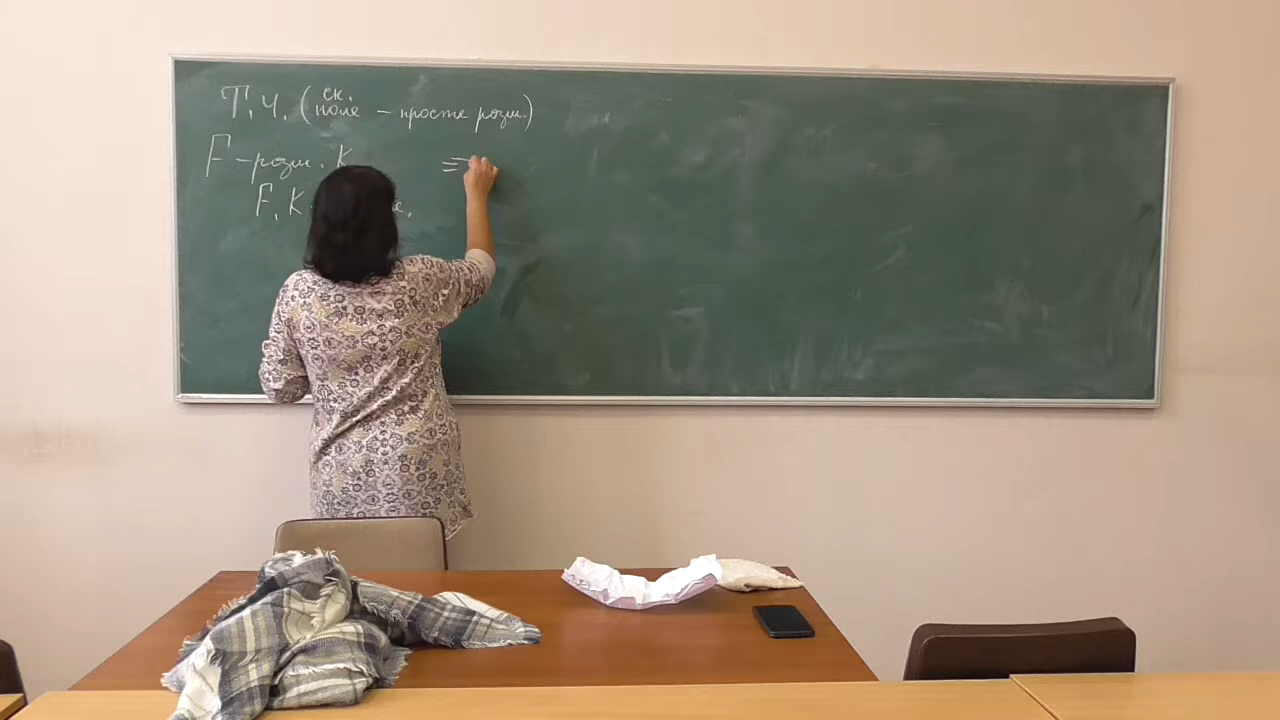 Т.Ч. (ск. поле – просте розш.)
F – розш. K =
F, K